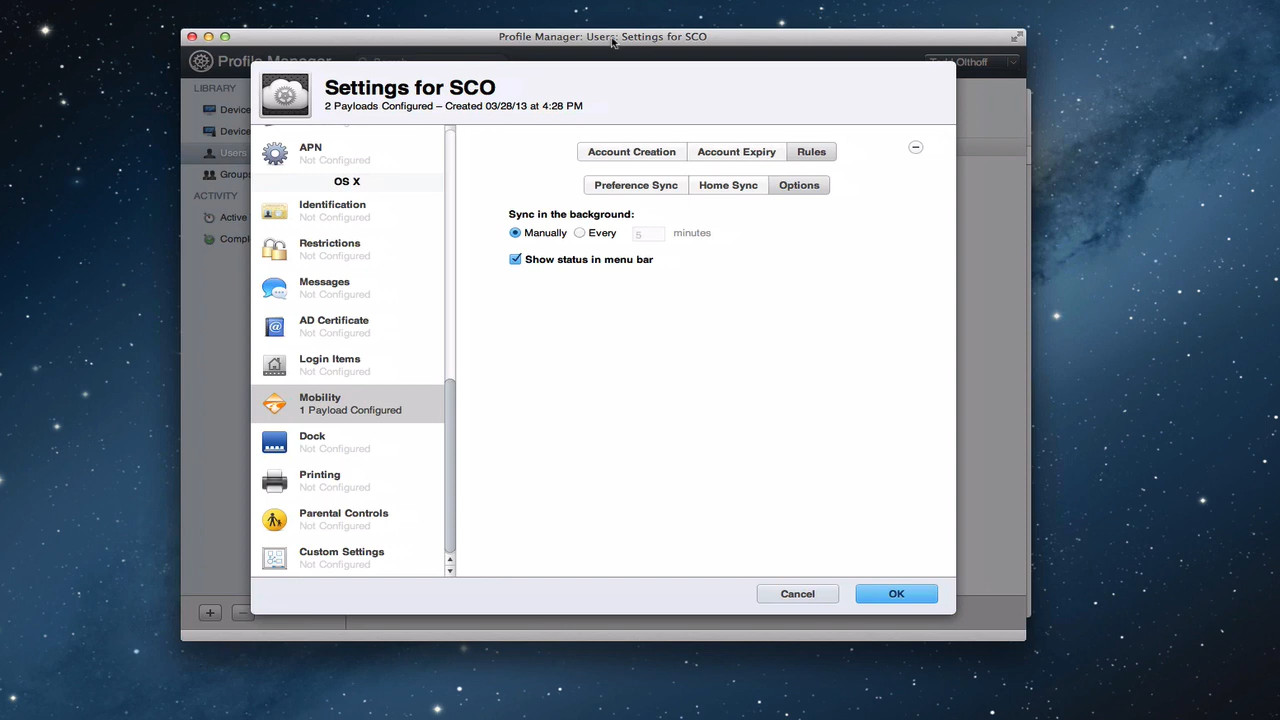 Profile Manager: Users: Settings for SCO
Profile Manager
Todd Olthoff
LIBRARY
Device
Device
Users
Groups
ACTIVITY
Active
Compl
Settings for SCO
2 Payloads Configured – Created 03/28/13 at 4:28 PM
APN
Not Configured
OS X
Identification
Not Configured
Restrictions
Not Configured
Messages
Not Configured
AD Certificate
Not Configured
Login Items
Not Configured
Mobility
1 Payload Configured
Dock
Not Configured
Printing
Not Configured
Parental Controls
Not Configured
Custom Settings
Not Configured
Account Creation Account Expiry Rules
Preference Sync Home Sync Options
Sync in the background:
Manually Every 5 minutes
Show status in menu bar
Cancel OK